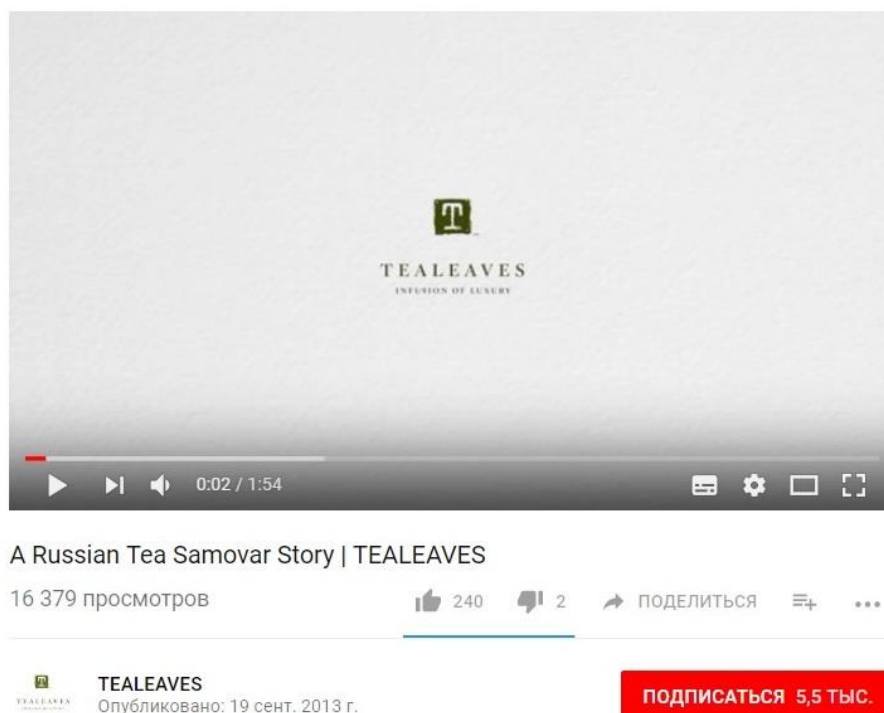 T
TEALEAVES
INFUSION OF LUXURY
0:02 / 1:54
A Russian Tea Samovar Story | TEALEAVES
16 379 просмотров
240 2 ПОДЕЛИТЬСЯ
T
TEALEAVES
TEALEAVES
Опубликовано: 19 сент. 2013 г.
ПОДПИСАТЬСЯ 5,5 ТЫС.